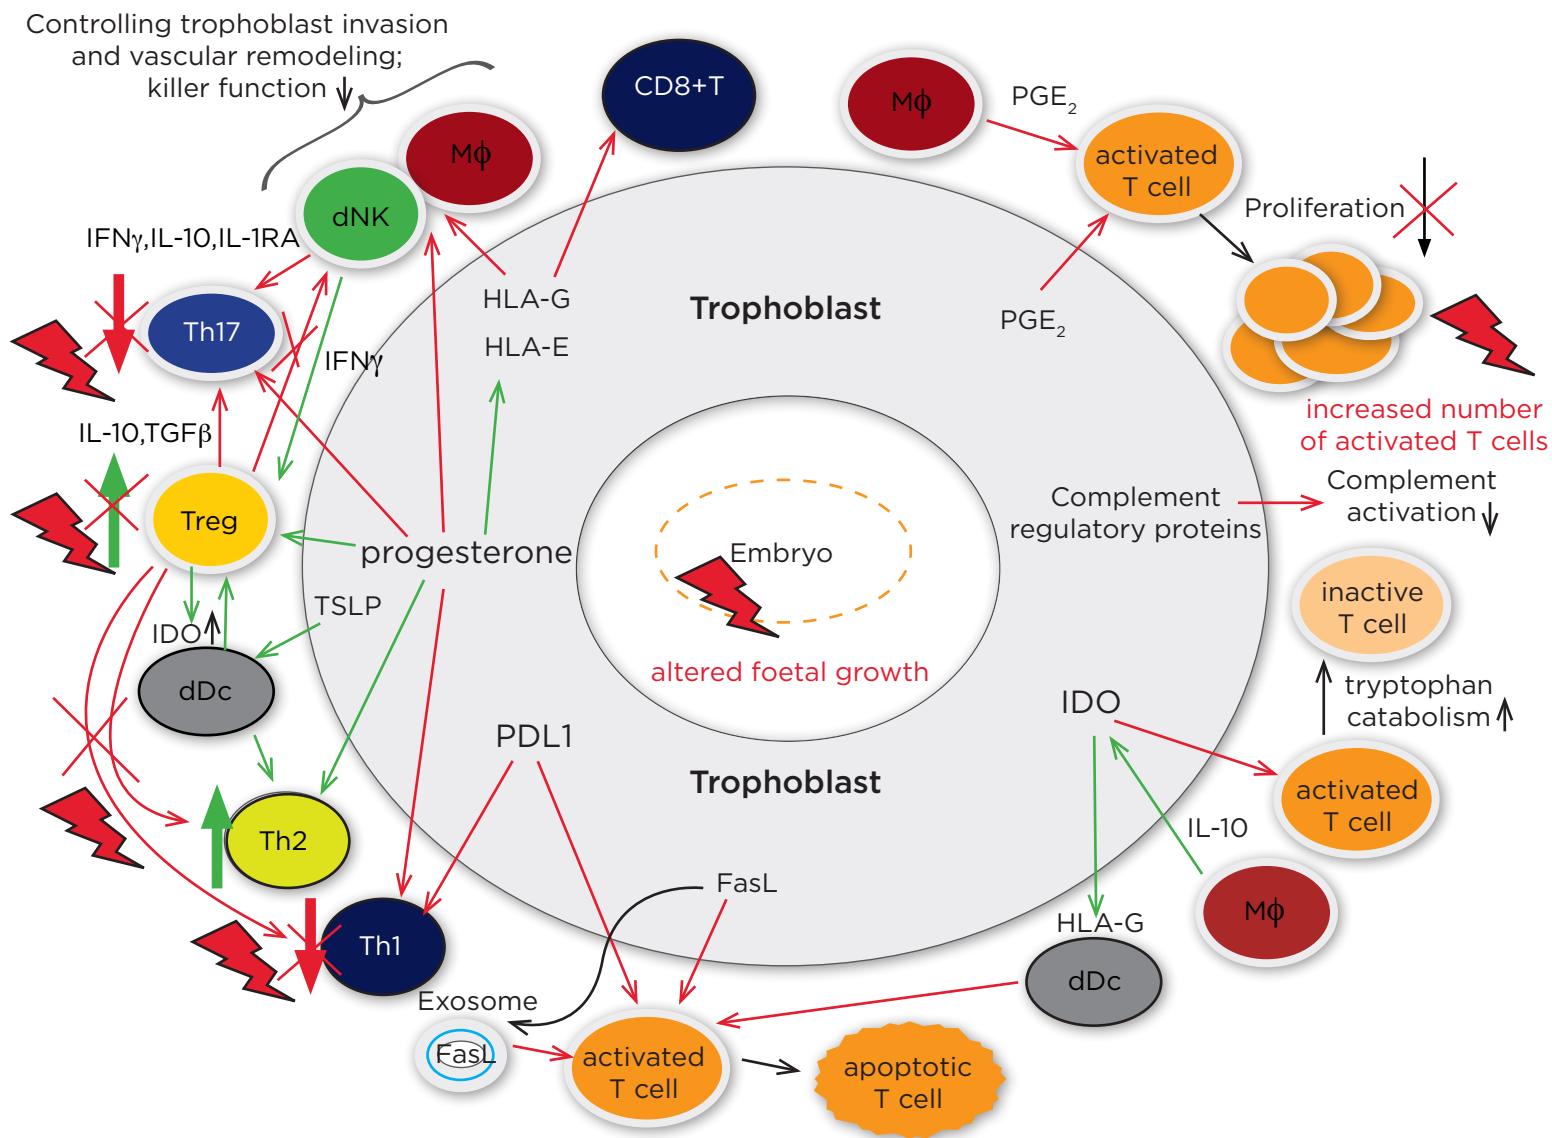 Controlling trophoblast invasion
and vascular remodeling;
killer function
CD8+T
Mϕ
PGE₂
activated
T cell
Mϕ
dNK
Proliferation
IFNγ,IL-10,IL-1RA
HLA-G
HLA-E
Trophoblast
PGE₂
Th17
IFNγ
increased number
of activated T cells
IL-10,TGFβ
Treg
progesterone
Embryo
altered foetal growth
Complement
regulatory proteins
Complement
activation
inactive
T cell
TSLP
IDO
dDc
PDL1
Trophoblast
IDO
tryptophan
catabolism
activated
T cell
IL-10
Mϕ
Th2
FasL
HLA-G
dDc
Th1
Exosome
FasL
activated
T cell
apoptotic
T cell